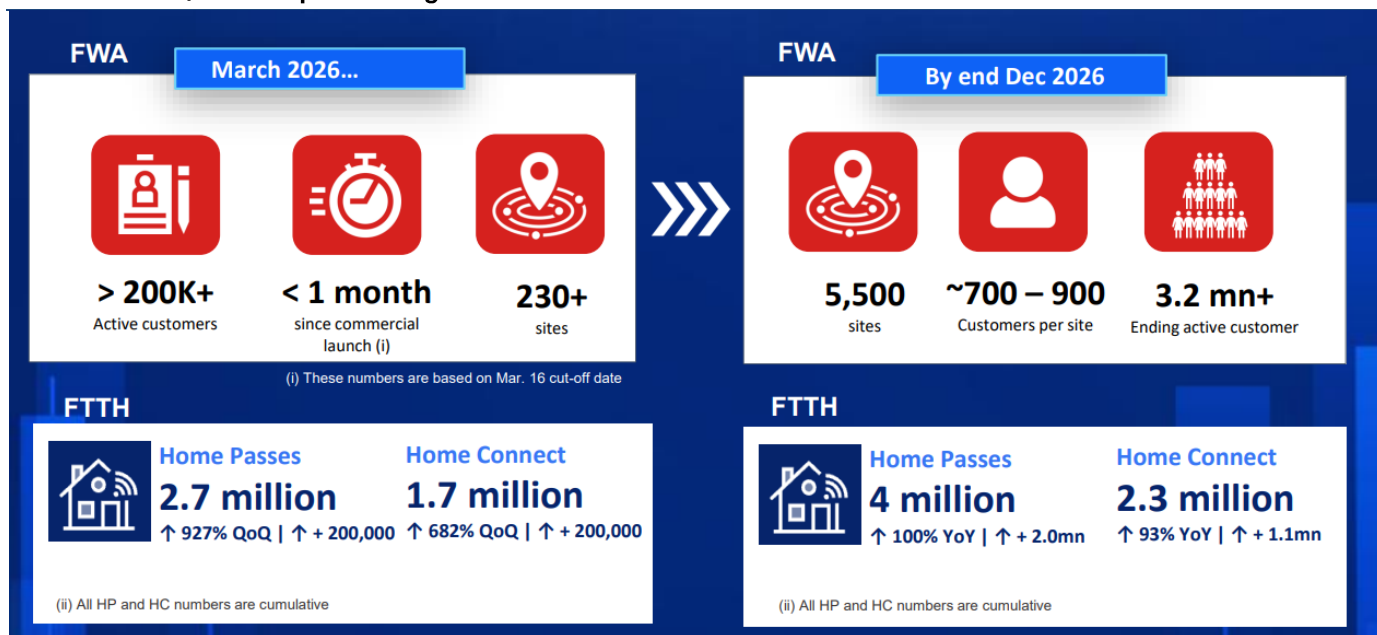 FWA
March 2026...
> 200K+
Active customers
< 1 month
since commercial
launch (i)
230+
sites
(i) These numbers are based on Mar. 16 cut-off date
FWA
By end Dec 2026
5,500
sites
~700 – 900
Customers per site
3.2 mn+
Ending active customer
FTTH
Home Passes
2.7 million
↑ 927% QoQ | ↑ + 200,000
Home Connect
1.7 million
↑ 682% QoQ | ↑ + 200,000
(ii) All HP and HC numbers are cumulative
FTTH
Home Passes
4 million
↑ 100% YoY | ↑ + 2.0mn
Home Connect
2.3 million
↑ 93% YoY | ↑ + 1.1mn
(ii) All HP and HC numbers are cumulative